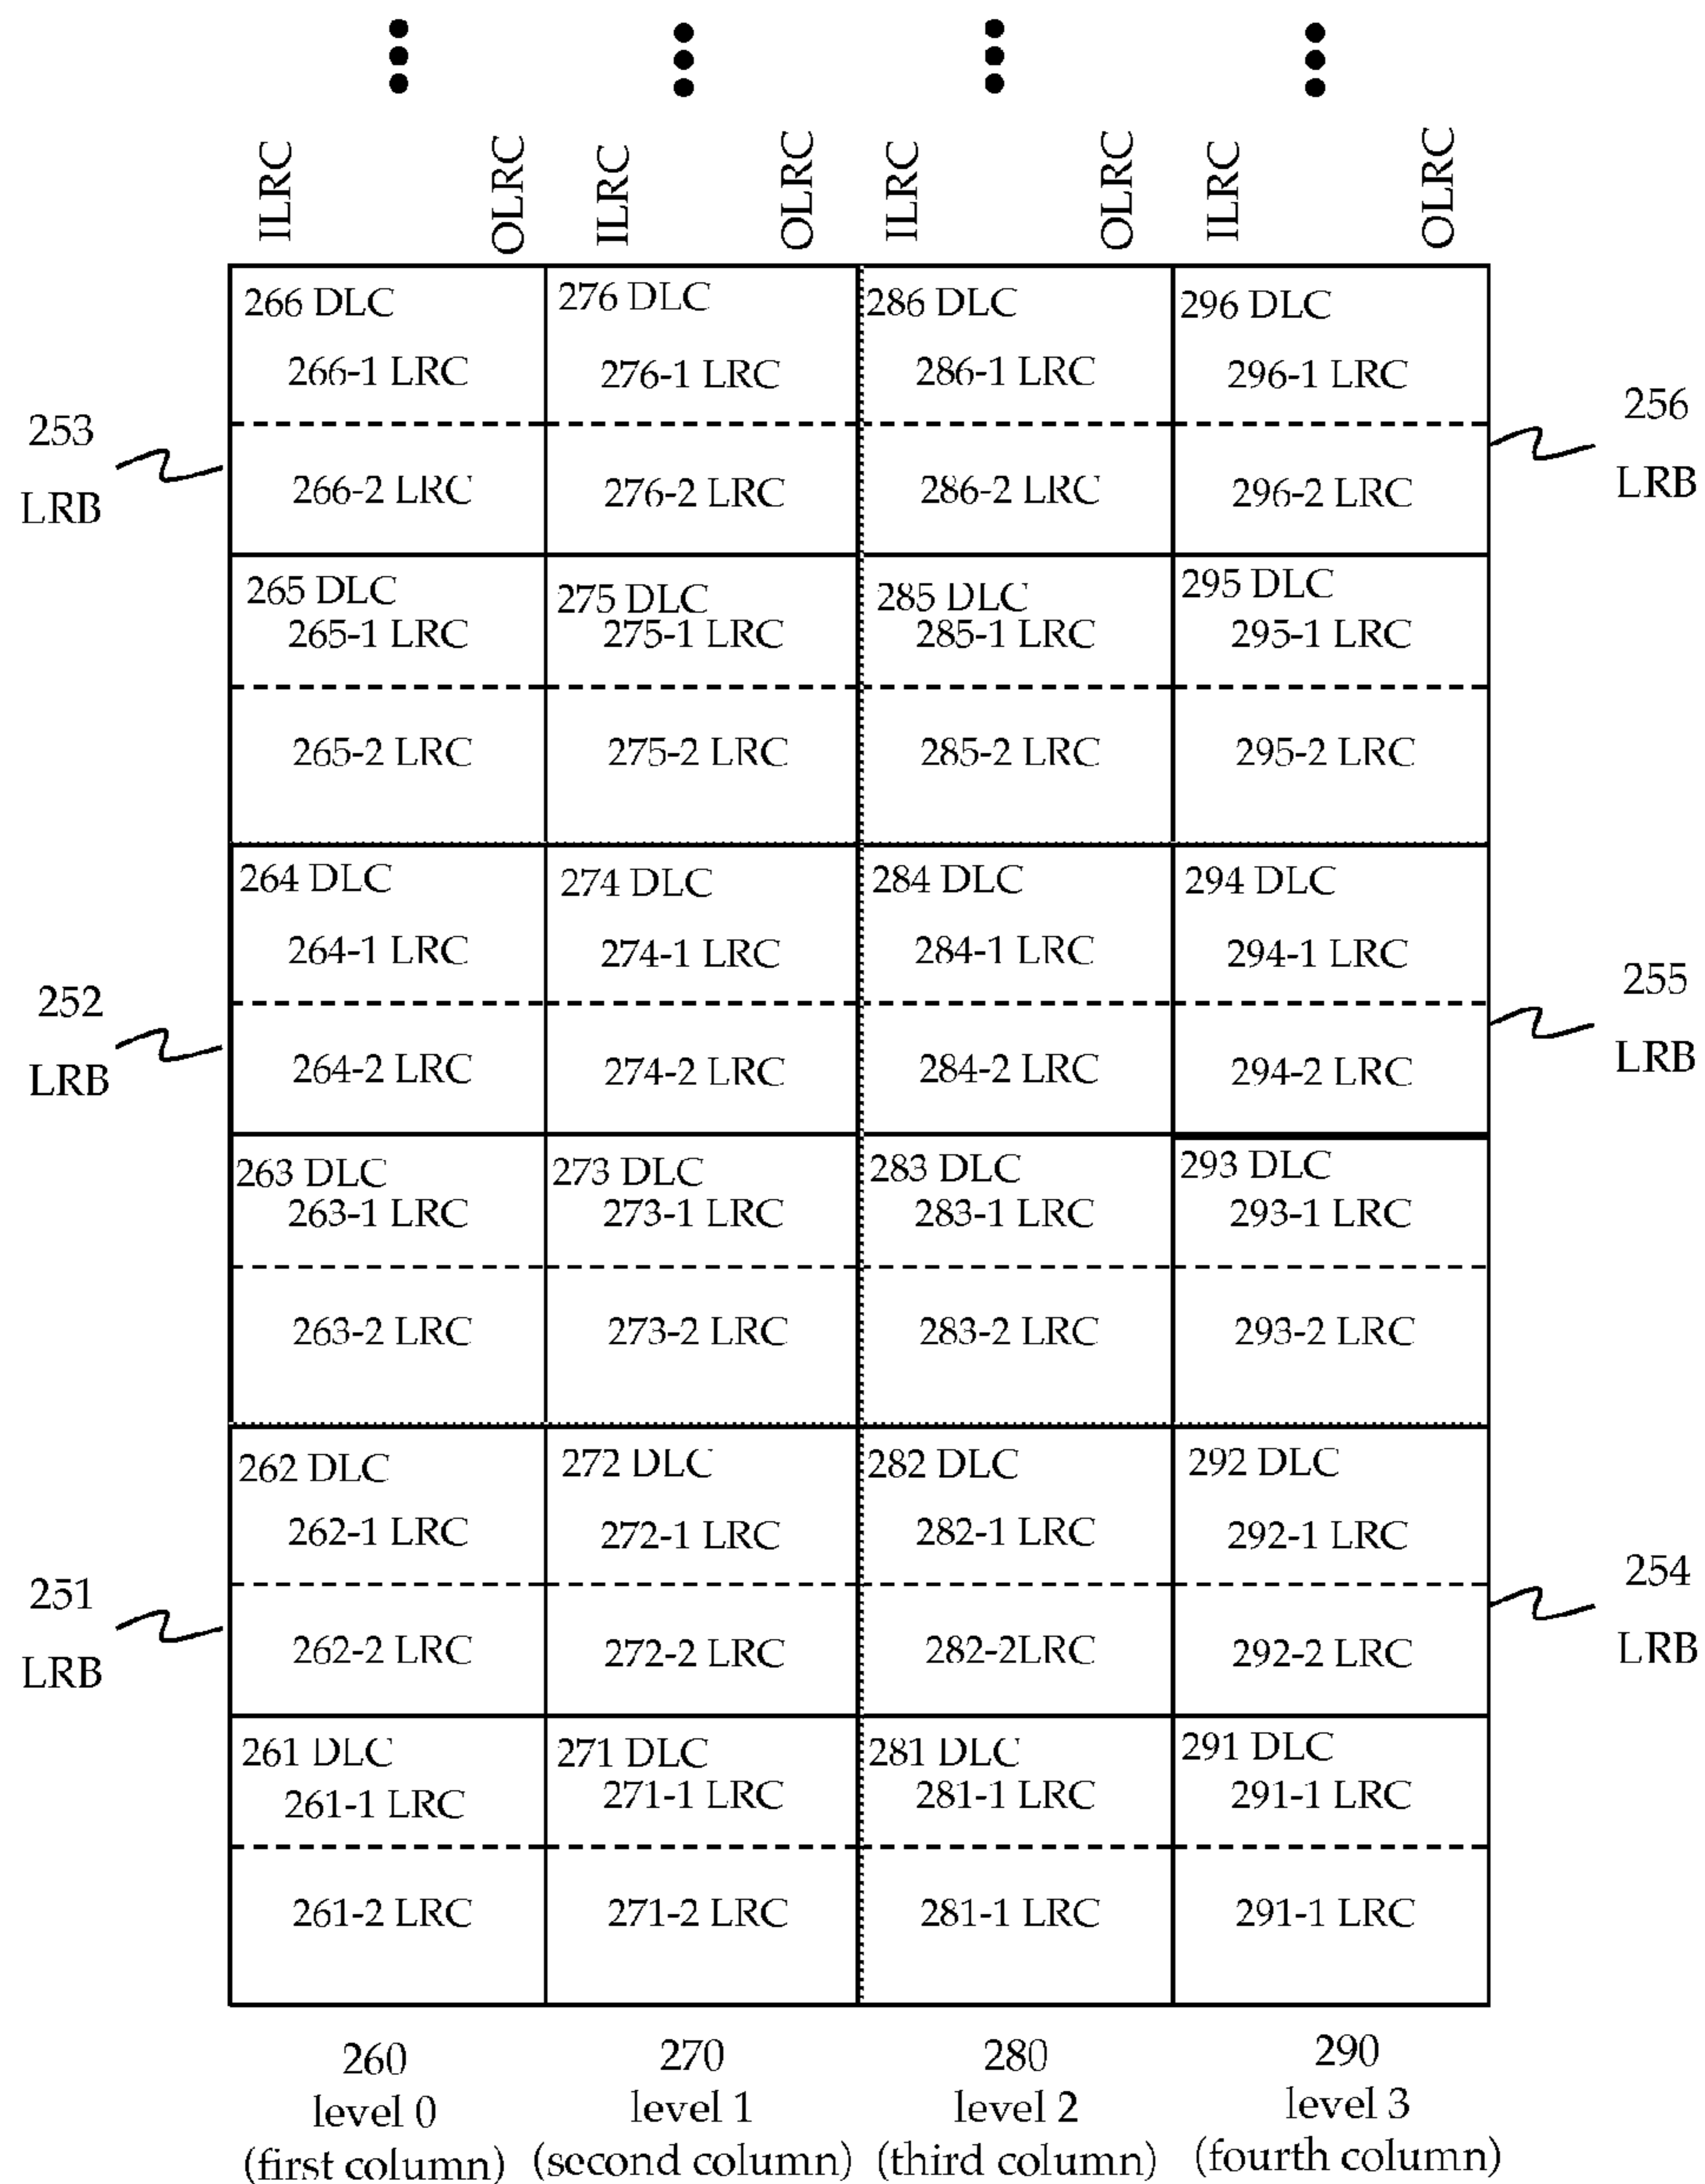 ILRC OLRC ILRC OLRC ILRC OLRC ILRC OLRC
266 DLC 276 DLC 286 DLC 296 DLC
266-1 LRC 276-1 LRC 286-1 LRC 296-1 LRC
253 LRB
256 LRB
266-2 LRC 276-2 LRC 286-2 LRC 296-2 LRC
265 DLC 275 DLC 285 DLC 295 DLC
265-1 LRC 275-1 LRC 285-1 LRC 295-1 LRC
265-2 LRC 275-2 LRC 285-2 LRC 295-2 LRC
264 DLC 274 DLC 284 DLC 294 DLC
264-1 LRC 274-1 LRC 284-1 LRC 294-1 LRC
252 LRB
255 LRB
264-2 LRC 274-2 LRC 284-2 LRC 294-2 LRC
263 DLC 273 DLC 283 DLC 293 DLC
263-1 LRC 273-1 LRC 283-1 LRC 293-1 LRC
263-2 LRC 273-2 LRC 283-2 LRC 293-2 LRC
262 DLC 272 DLC 282 DLC 292 DLC
262-1 LRC 272-1 LRC 282-1 LRC 292-1 LRC
251 LRB
254 LRB
262-2 LRC 272-2 LRC 282-2LRC 292-2 LRC
261 DLC 271 DLC 281 DLC 291 DLC
261-1 LRC 271-1 LRC 281-1 LRC 291-1 LRC
261-2 LRC 271-2 LRC 281-1 LRC 291-1 LRC
260 270 280 290
level 0 level 1 level 2 level 3
(first column) (second column) (third column) (fourth column)